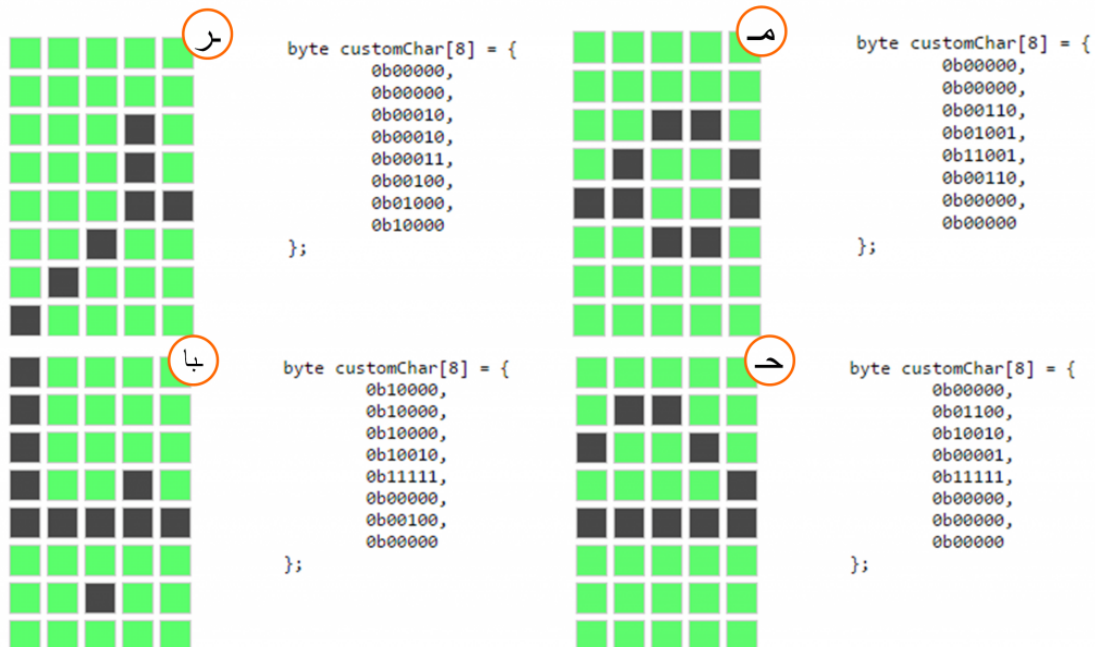 ـر
byte customChar[8] = {
0b00000,
0b00000,
0b00010,
0b00010,
0b00011,
0b00100,
0b01000,
0b10000
};
مـ
byte customChar[8] = {
0b00000,
0b00000,
0b00110,
0b01001,
0b11001,
0b00110,
0b00000,
0b00000
};
ـبا
byte customChar[8] = {
0b10000,
0b10000,
0b10000,
0b10010,
0b11111,
0b00000,
0b00100,
0b00000
};
حـ
byte customChar[8] = {
0b00000,
0b01100,
0b10010,
0b00001,
0b11111,
0b00000,
0b00000,
0b00000
};